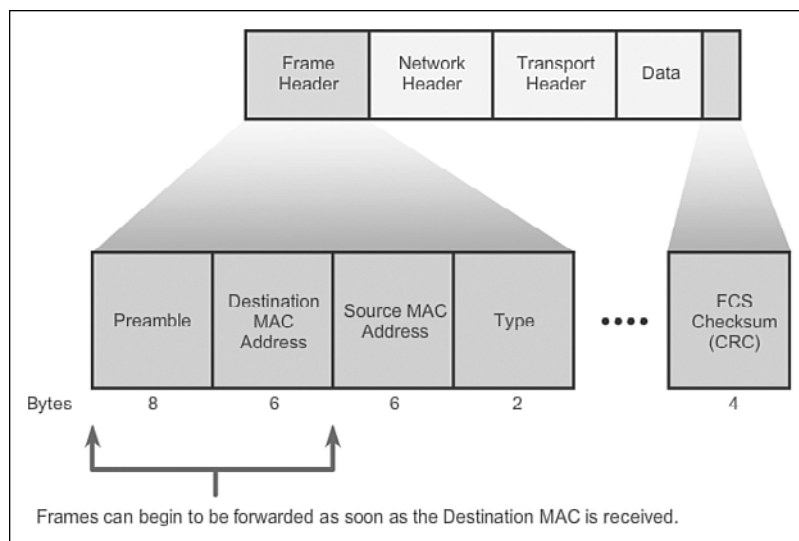 Frame Header
Network Header
Transport Header
Data
Preamble
Destination MAC Address
Source MAC Address
Type
FCS Checksum (CRC)
Bytes 8 6 6 2 4
Frames can begin to be forwarded as soon as the Destination MAC is received.